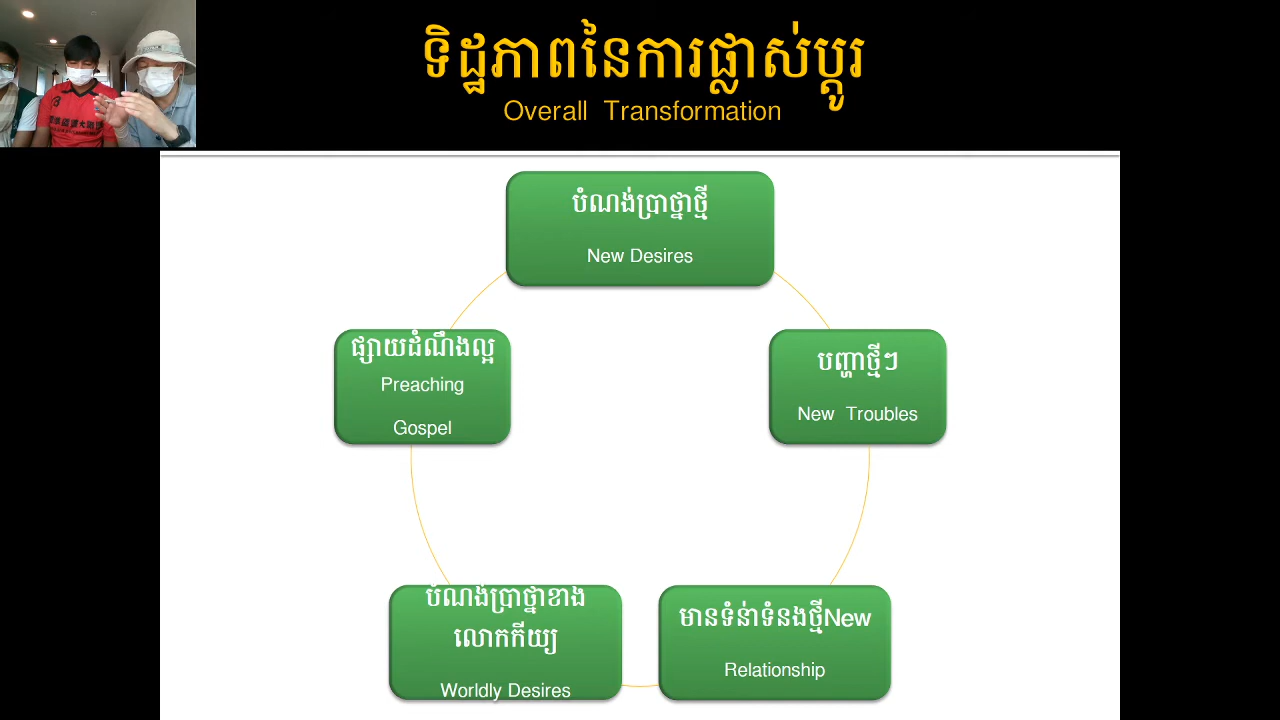 ទិដ្ឋភាពនៃការផ្លាស់ប្ដូរ
Overall Transformation
បំណង់ប្រាថ្នាថ្មី
New Desires
ផ្សាយដំណឹងល្អ
Preaching
Gospel
បញ្ហាថ្មីៗ
New Troubles
បំណង់ប្រាថ្នាខាង
លោកកីយ្យ
Worldly Desires
មានទំនាំទំនងថ្មីNew
Relationship